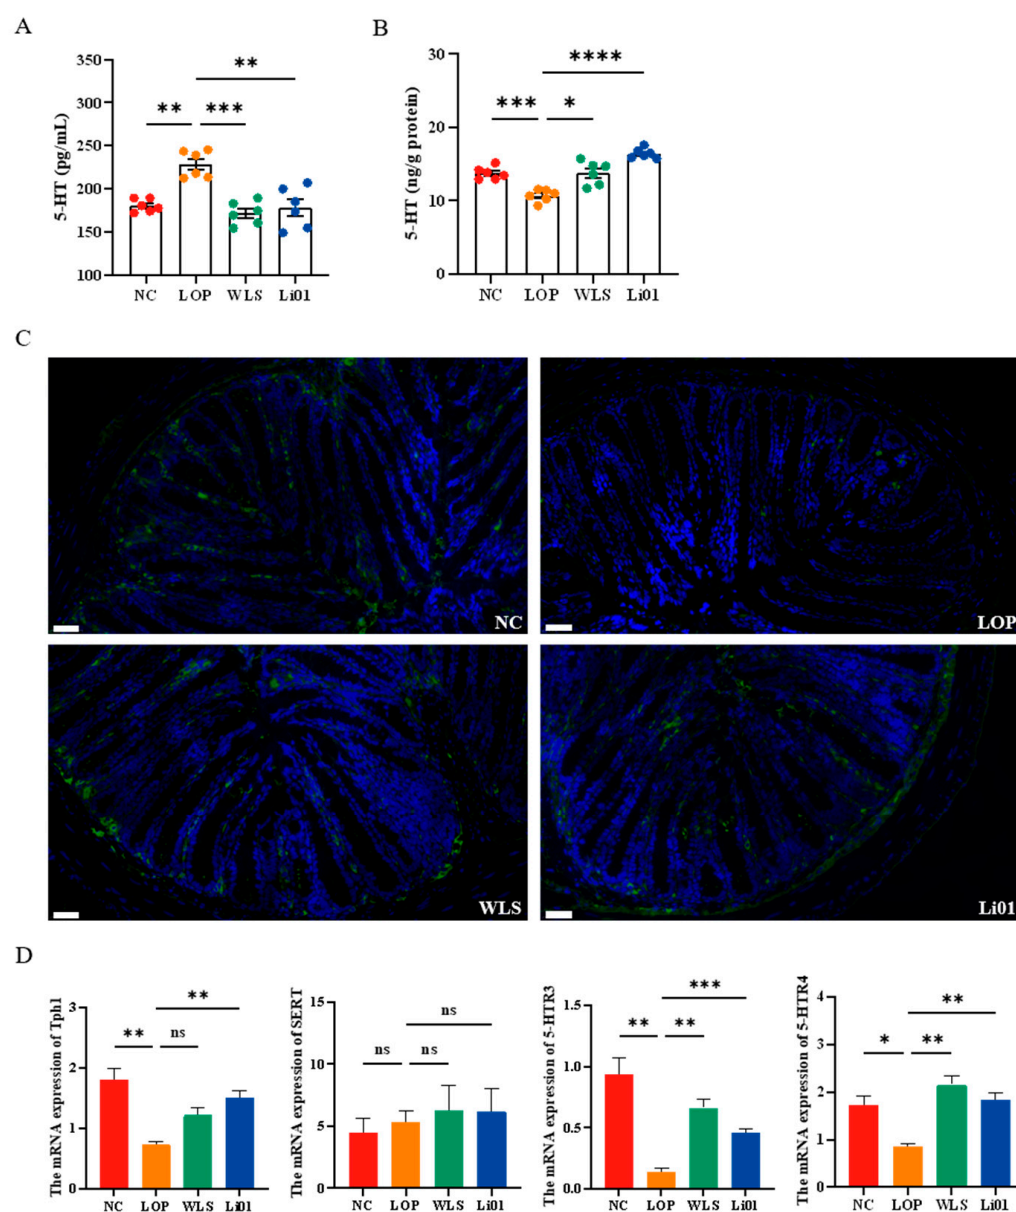 A
5-HT (pg/mL)
350
300
250
200
150
100
** *** **
NC LOP WLS Li01
B
5-HT (ng/g protein)
30
20
10
0
*** * ****
NC LOP WLS Li01
C
NC
LOP
WLS
Li01
D
The mRNA expression of Tph1
3
2
1
0
** ns **
NC LOP WLS Li01
The mRNA expression of SERT
15
10
5
0
ns ns ns
NC LOP WLS Li01
The mRNA expression of 5-HTR3
1.5
1.0
0.5
0.0
** ** ***
NC LOP WLS Li01
The mRNA expression of 5-HTR4
4
3
2
1
0
* ** **
NC LOP WLS Li01